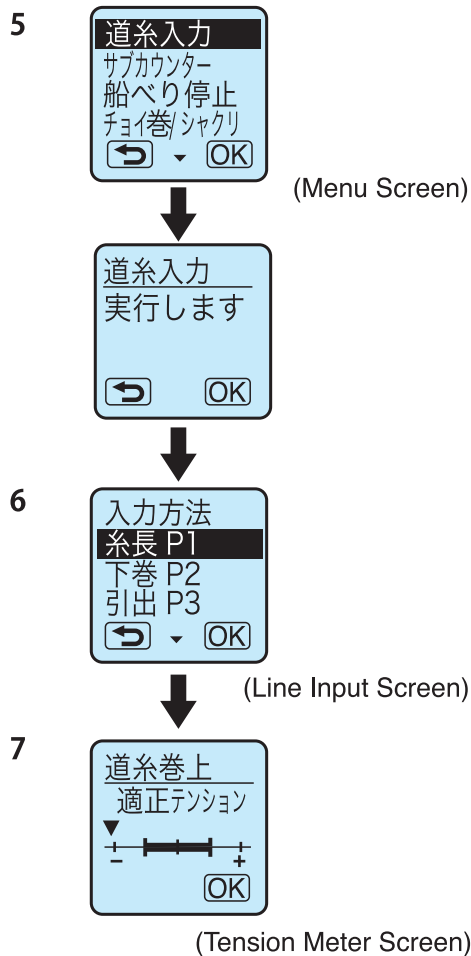 5
道糸入力
サブカウンター
船べり停止
チョイ巻/シャクリ
OK
(Menu Screen)
道糸入力
実行します
OK
6
入力方法
糸長 P1
下巻 P2
引出 P3
OK
(Line Input Screen)
7
道糸巻上
適正テンション
- +
OK
(Tension Meter Screen)